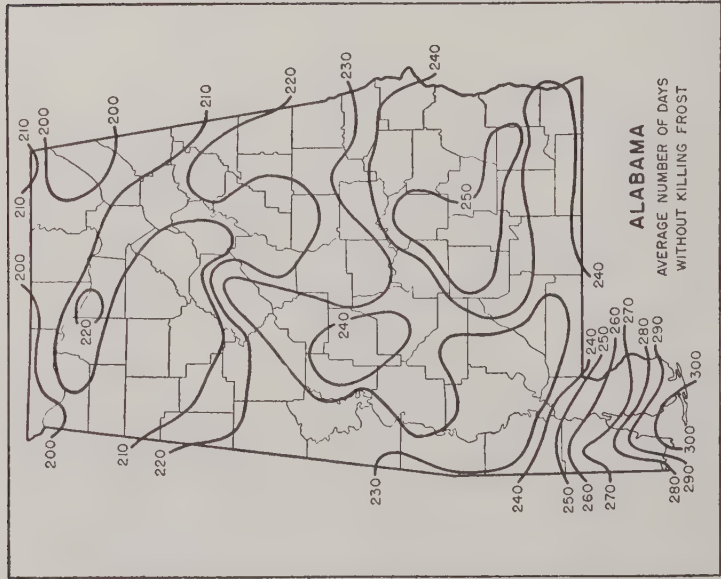 200 210 210
200 200
220
200
210
220 210
220
240 230
230
240
250
240
250 240 240
260 250
270 260
270
ALABAMA
280
AVERAGE NUMBER OF DAYS
290
WITHOUT KILLING FROST
280
290 300 300